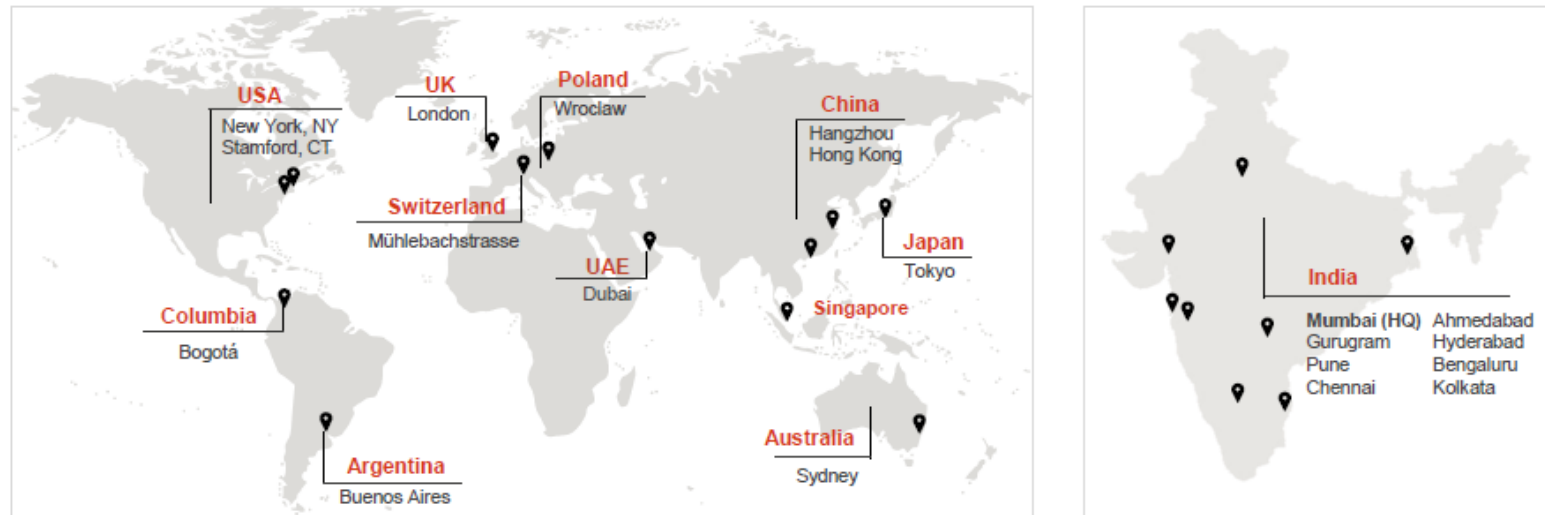 USA
New York, NY
Stamford, CT
UK
London
Poland
Wroclaw
China
Hangzhou
Hong Kong
Switzerland
Mühlebachstrasse
UAE
Dubai
Japan
Tokyo
Singapore
Columbia
Bogotá
Australia
Sydney
Argentina
Buenos Aires
India
Mumbai (HQ) Ahmedabad
Gurugram Hyderabad
Pune Bengaluru
Chennai Kolkata